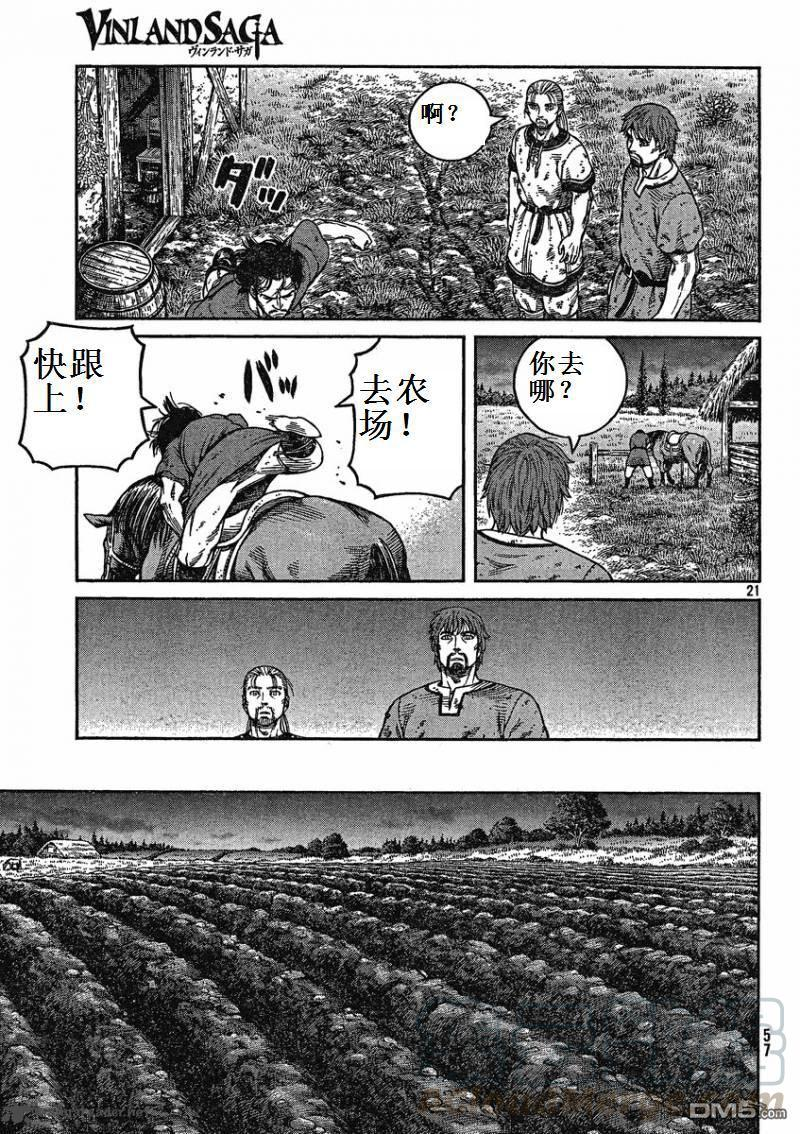 VINLAND SAGA
ヴィンランド・サガ
啊？
ダッ
你去
哪？
バッ
去农
场！
快跟
上！
21
57
DM5.com